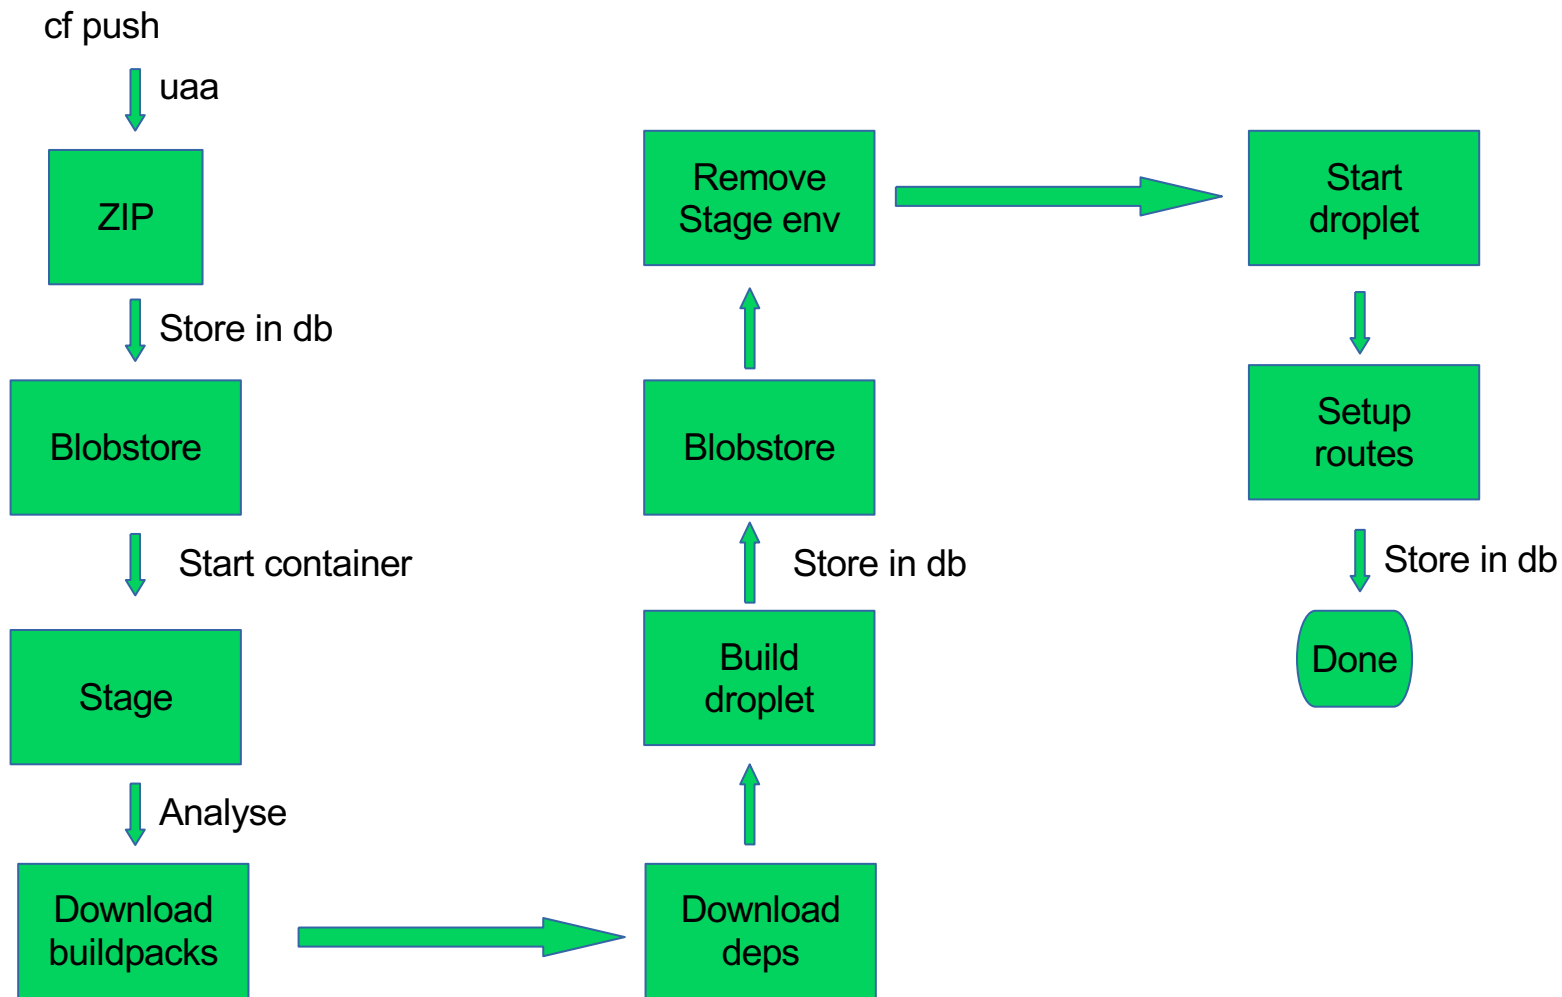 cf push
uaa
ZIP
Store in db
Blobstore
Start container
Stage
Analyse
Download
buildpacks
Download
deps
Build
droplet
Store in db
Blobstore
Remove
Stage env
Start
droplet
Setup
routes
Store in db
Done